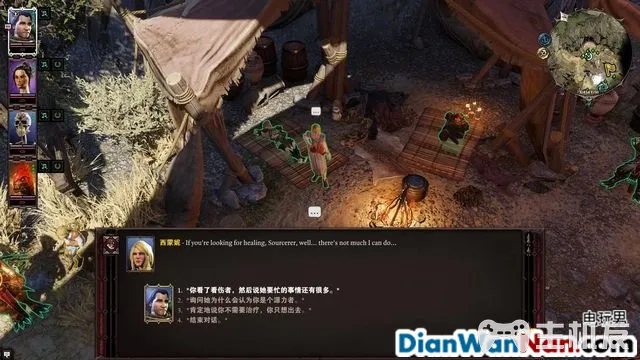 西蒙妮 - If you're looking for healing, Sourcerer, well... there's not much I can do...
1. *你看了看伤者，然后说她要忙的事情还有很多。*
2. *询问她为什么会认为你是个源力者。*
3. *肯定地说你不需要治疗，你只想出去。*
4. *结束对话。*
电玩男
DianWanNan.com